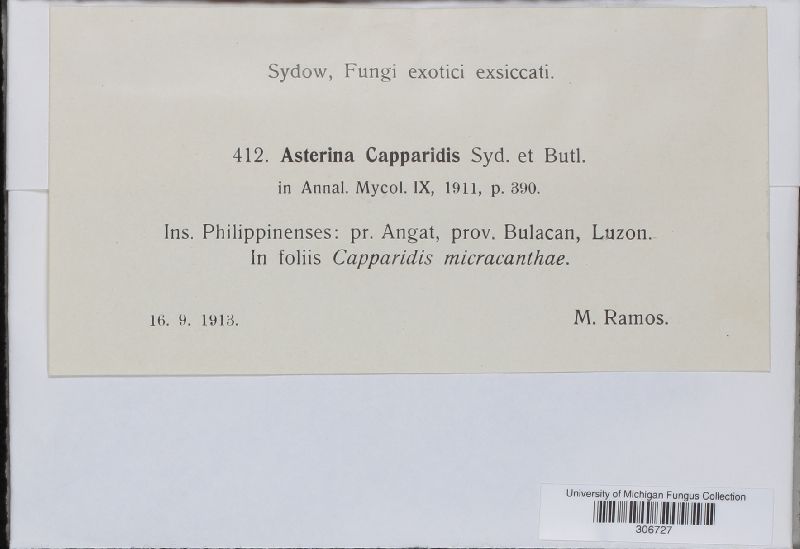 Sydow, Fungi exotici exsiccati.
412. Asterina Capparidis Syd. et Butl.
in Annal. Mycol. IX, 1911, p. 390.
Ins. Philippinenses: pr. Angat, prov. Bulacan, Luzon.
In foliis Capparidis micracanthae.
16. 9. 1913. M. Ramos.
University of Michigan Fungus Collection
306727